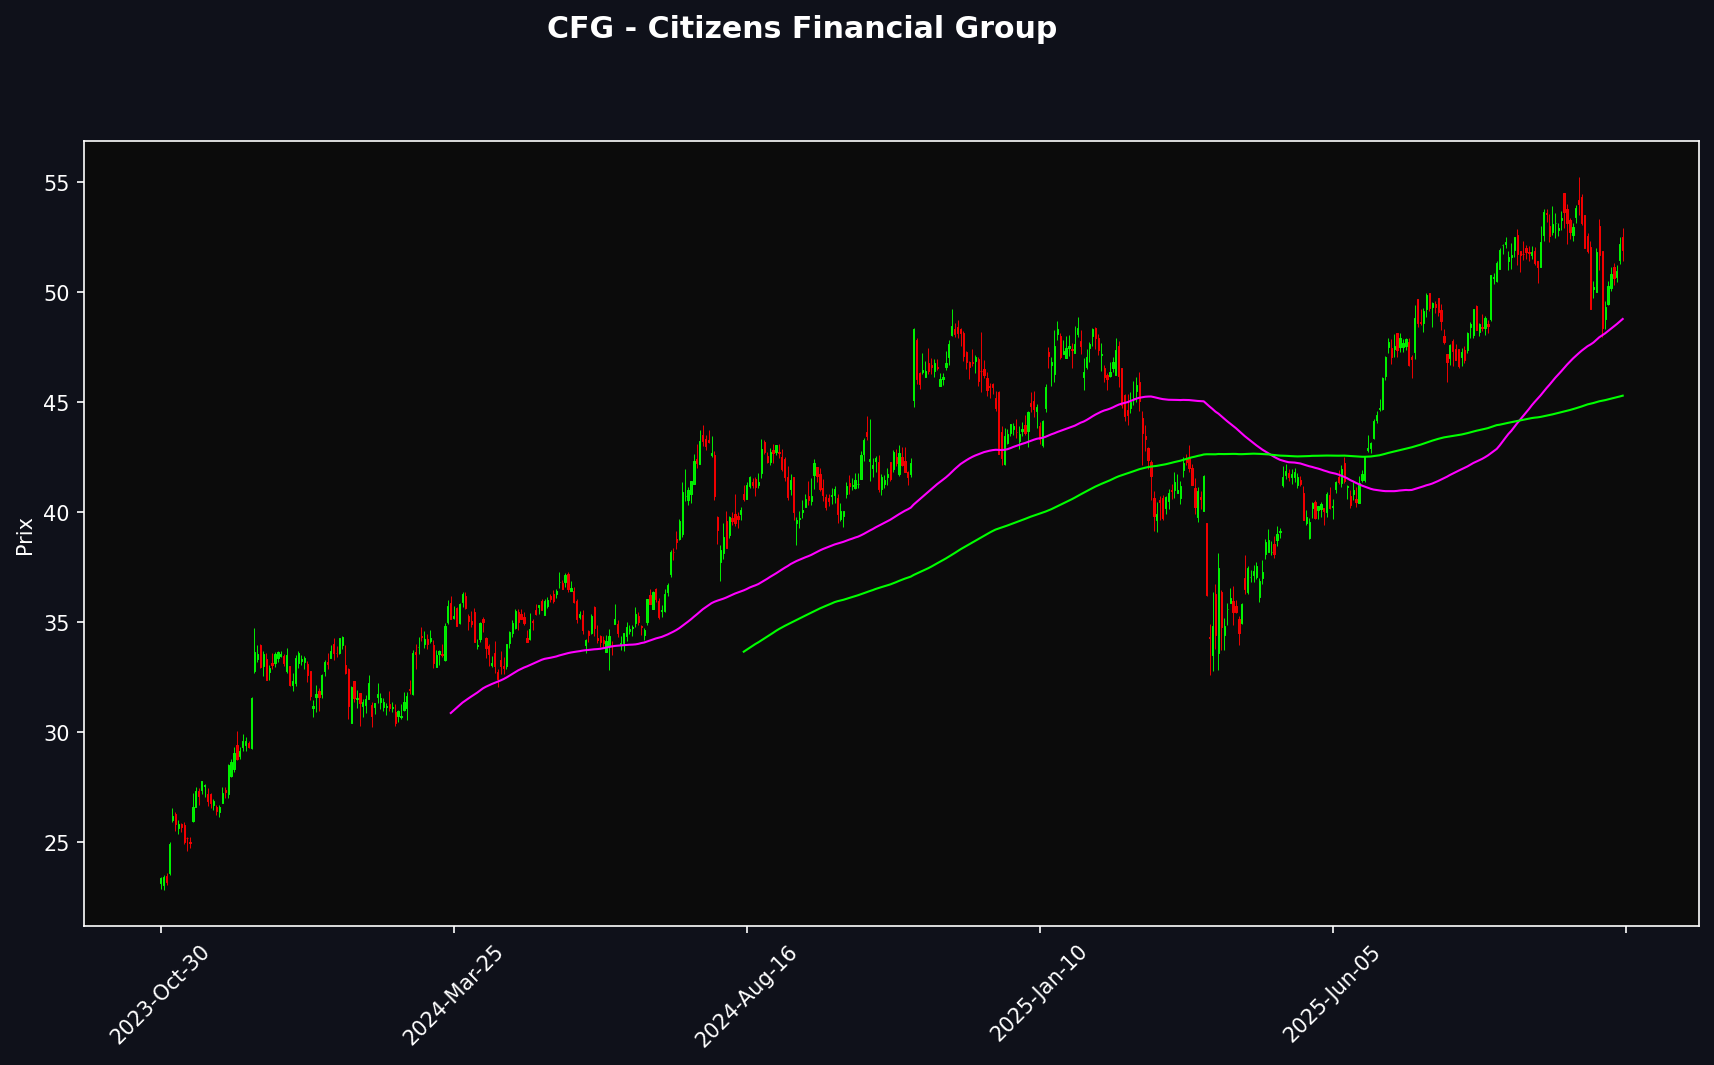 CFG - Citizens Financial Group
Prix
55
50
45
40
35
30
25
2023-Oct-30
2024-Mar-25
2024-Aug-16
2025-Jan-10
2025-Jun-05